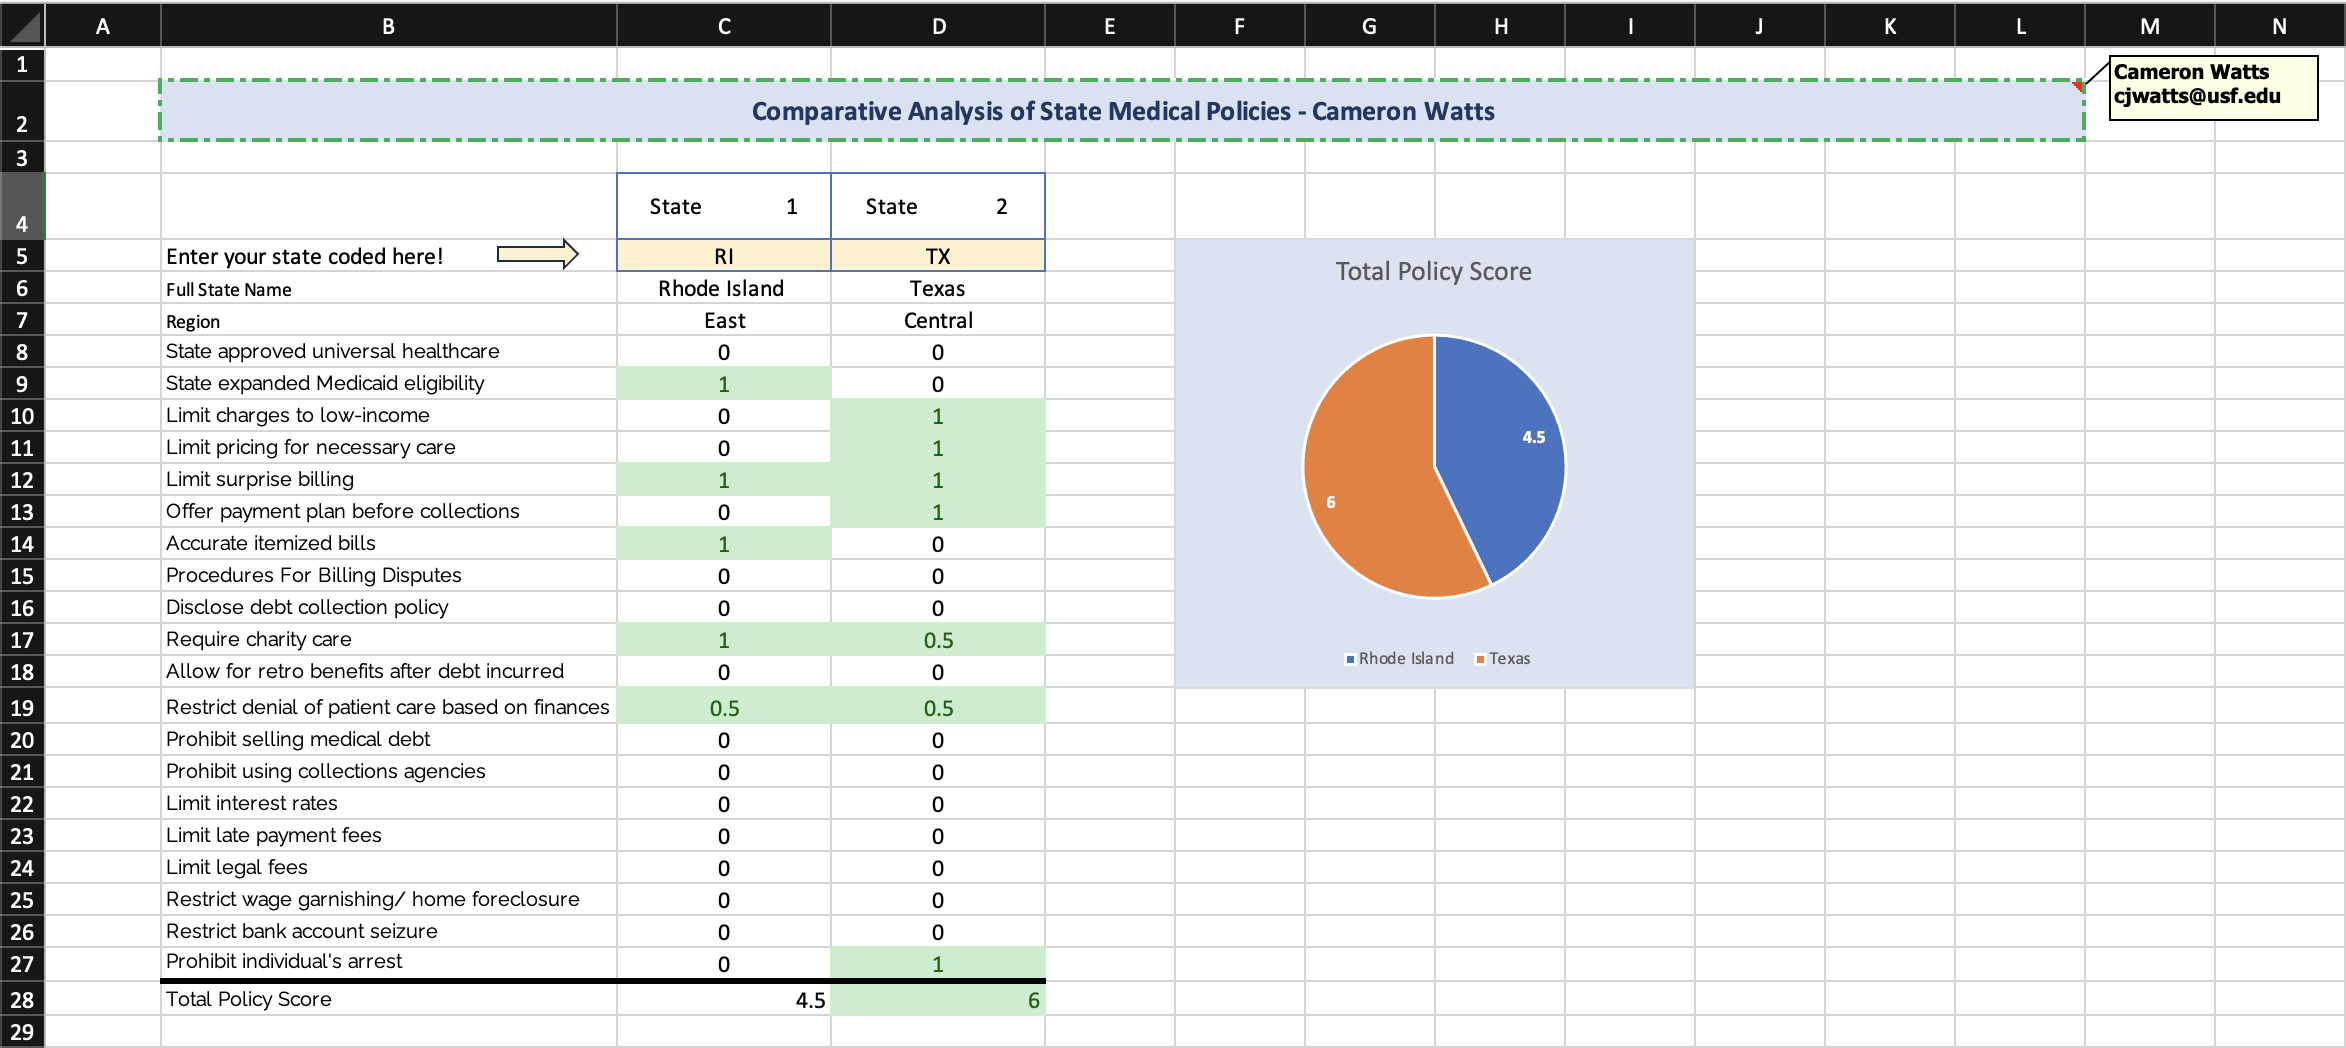 A B C D E F G H I J K L M N
1
Cameron Watts
cjwatts@usf.edu
2 Comparative Analysis of State Medical Policies - Cameron Watts
3
4 State 1 State 2
5 Enter your state coded here! RI TX
6 Full State Name Rhode Island Texas
7 Region East Central
8 State approved universal healthcare 0 0
9 State expanded Medicaid eligibility 1 0
10 Limit charges to low-income 0 1
11 Limit pricing for necessary care 0 1
12 Limit surprise billing 1 1
13 Offer payment plan before collections 0 1
14 Accurate itemized bills 1 0
15 Procedures For Billing Disputes 0 0
16 Disclose debt collection policy 0 0
17 Require charity care 1 0.5
18 Allow for retro benefits after debt incurred 0 0
19 Restrict denial of patient care based on finances 0.5 0.5
20 Prohibit selling medical debt 0 0
21 Prohibit using collections agencies 0 0
22 Limit interest rates 0 0
23 Limit late payment fees 0 0
24 Limit legal fees 0 0
25 Restrict wage garnishing/ home foreclosure 0 0
26 Restrict bank account seizure 0 0
27 Prohibit individual's arrest 0 1
28 Total Policy Score 4.5 6
29
Total Policy Score
4.5
6
Rhode Island Texas